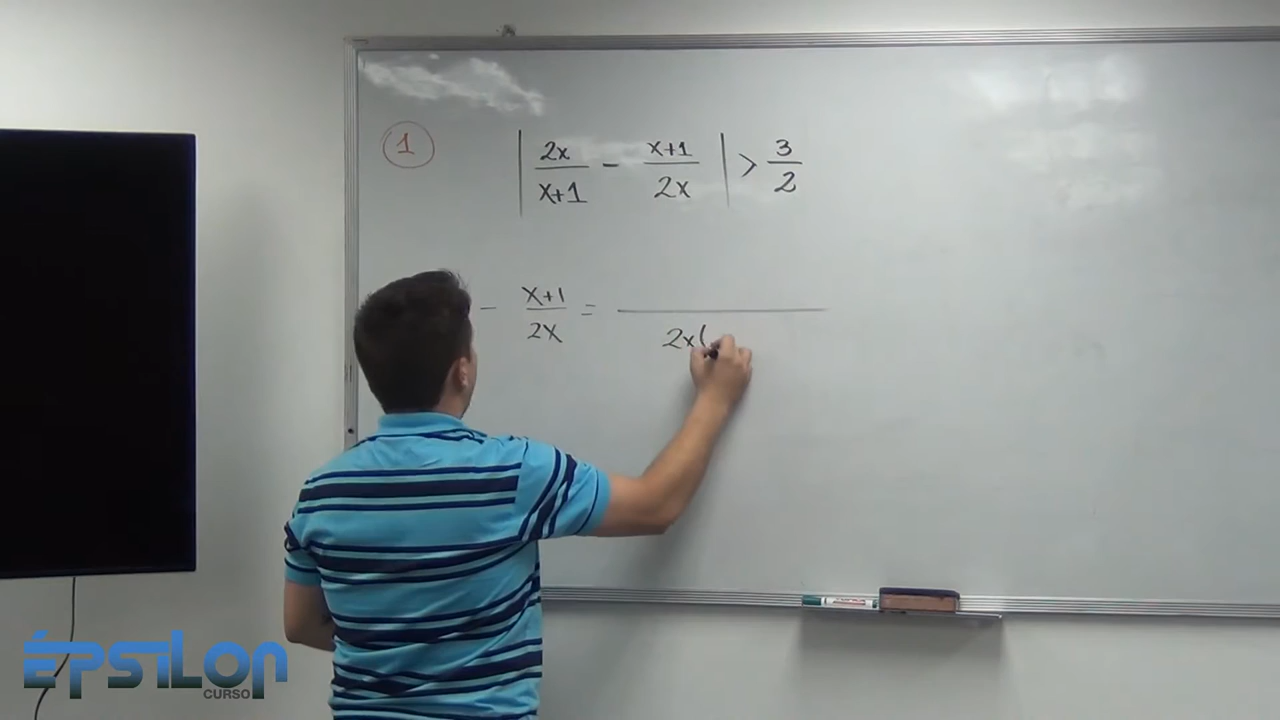 1
|2x/x+1 - x+1/2x| > 3/2
- x+1/2x = 
2x(
ÉPSILON
CURSO